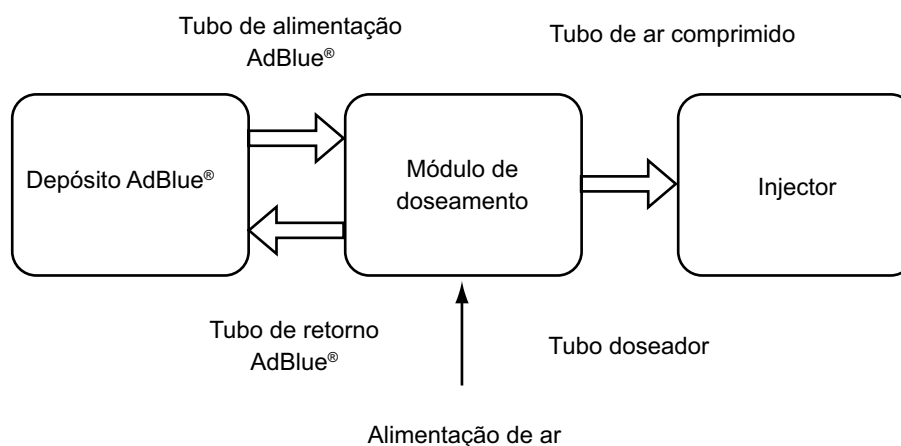 Tubo de alimentação
AdBlue®
Tubo de ar comprimido
Depósito AdBlue®
Módulo de
doseamento
Injector
Tubo de retorno
AdBlue®
Tubo doseador
Alimentação de ar